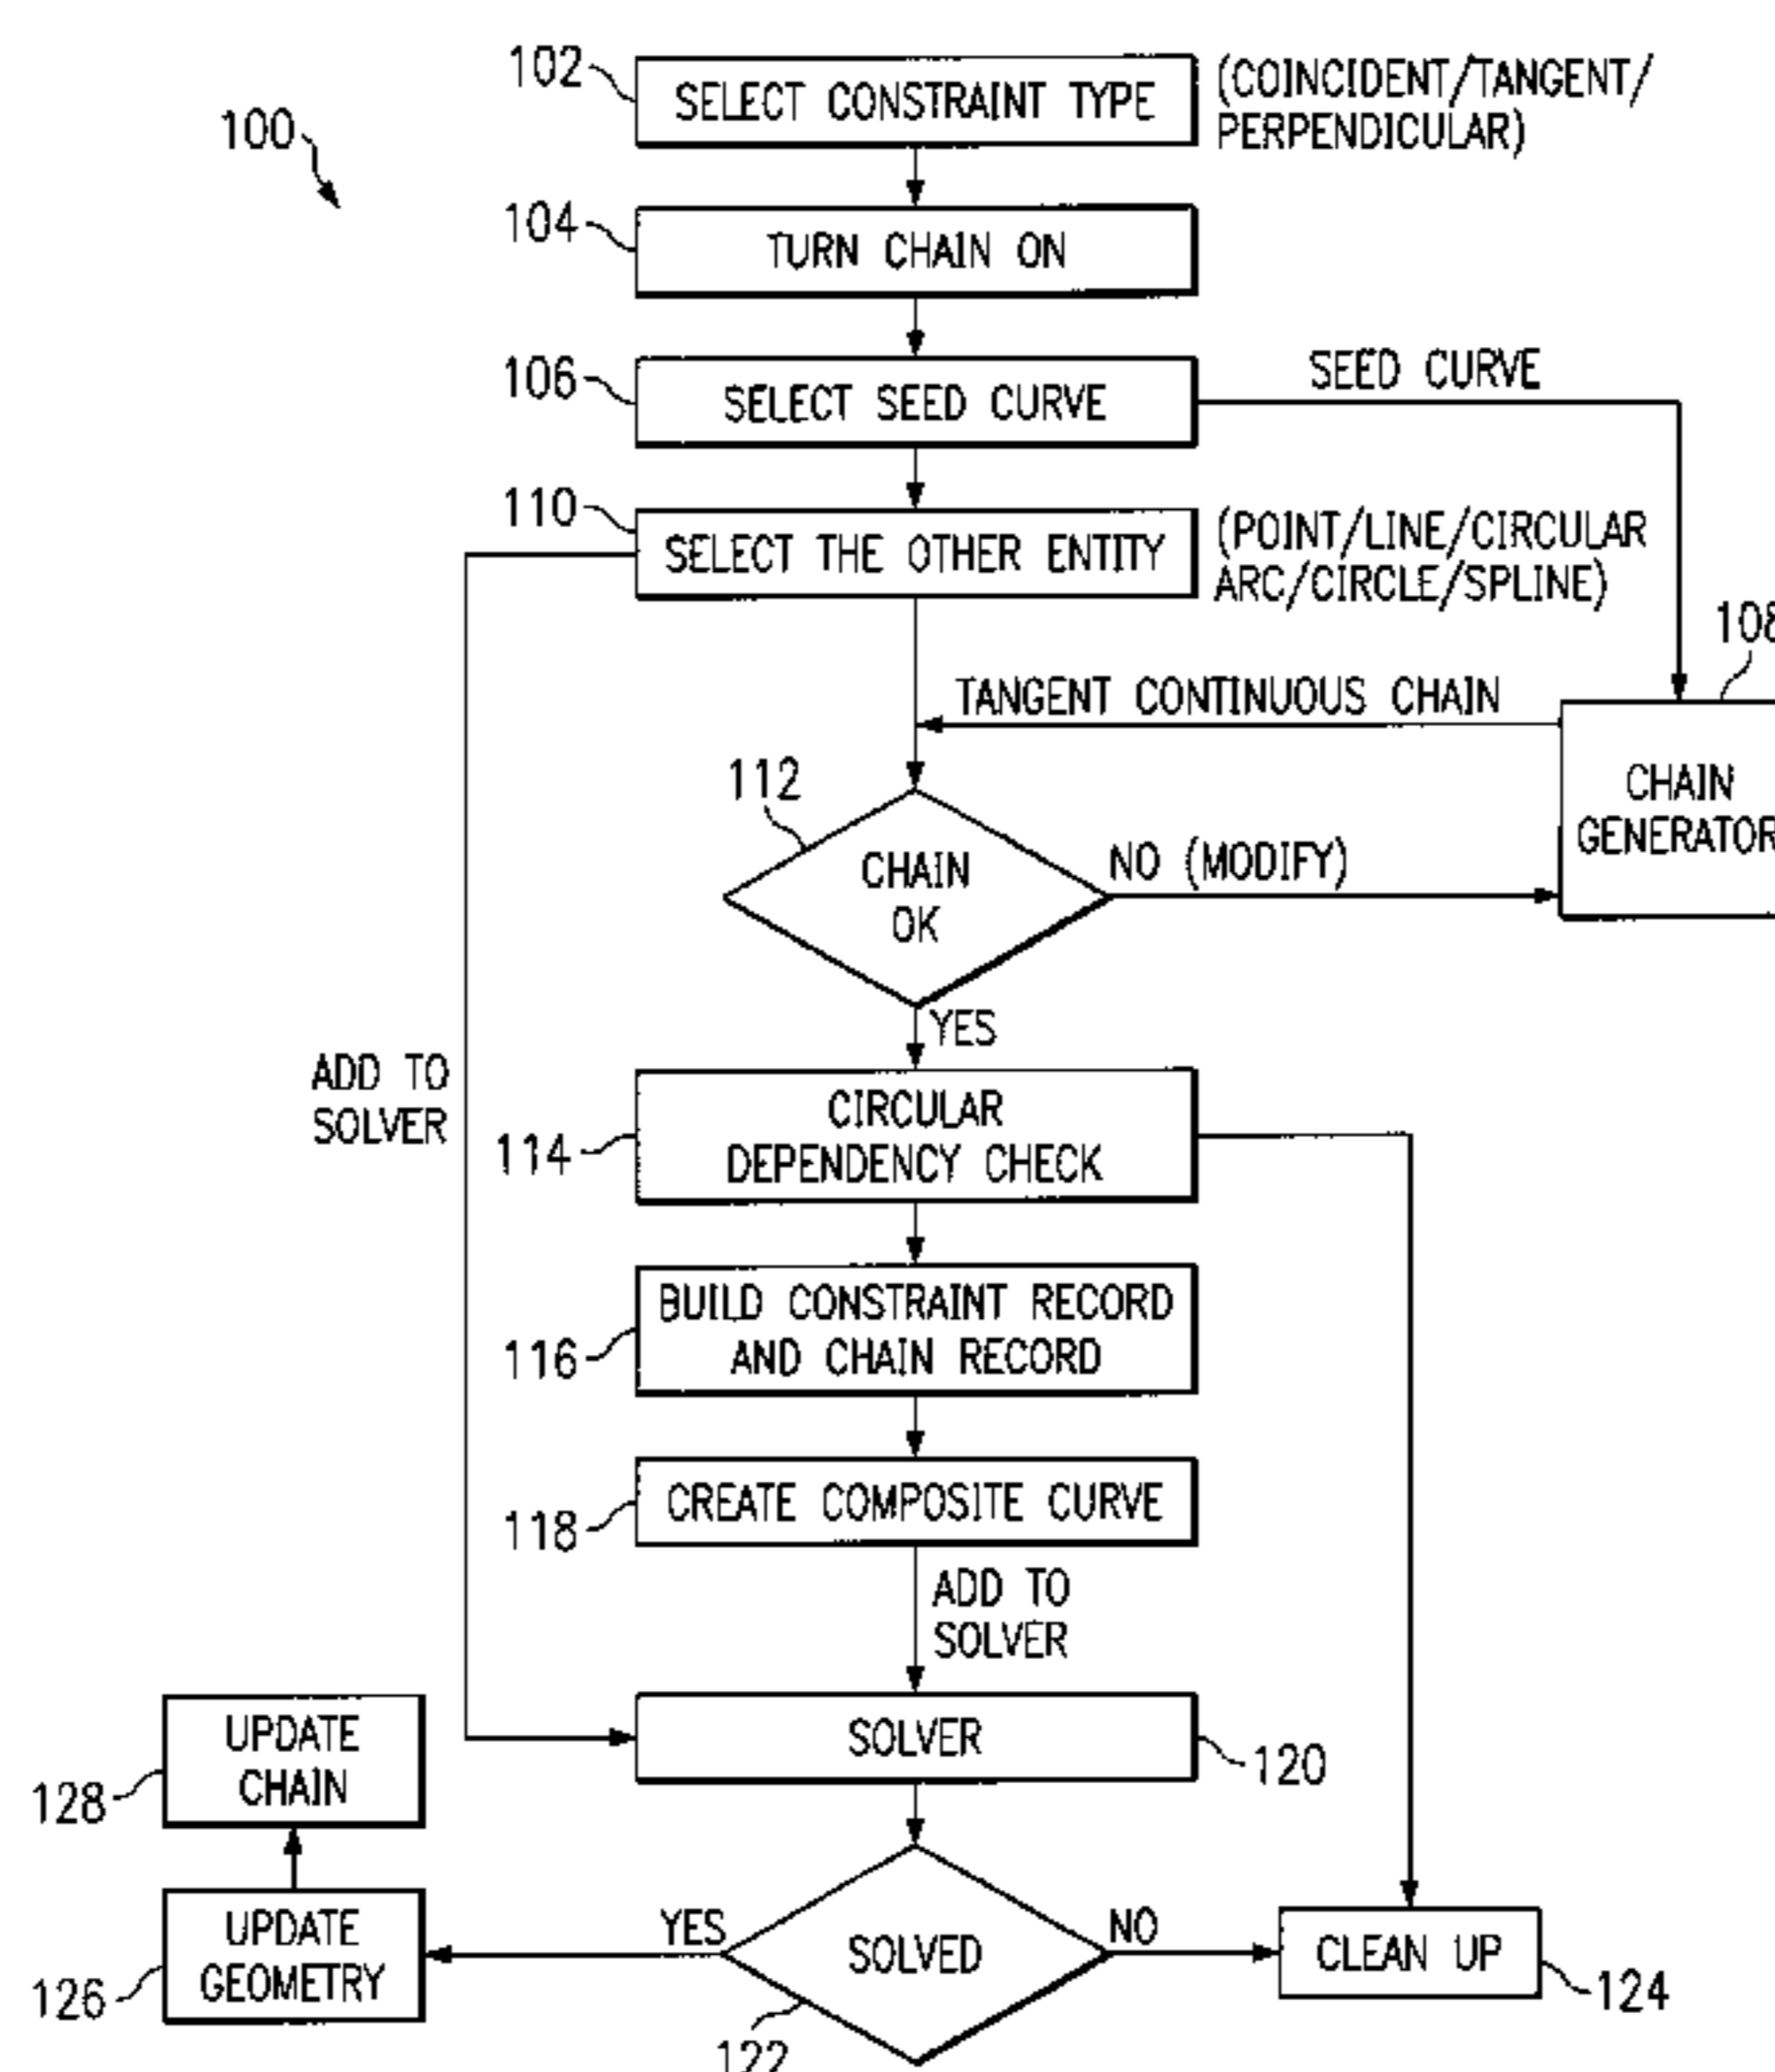 102
SELECT CONSTRAINT TYPE
(COINCIDENT/TANGENT/
PERPENDICULAR)
100
104
TURN CHAIN ON
106
SELECT SEED CURVE
SEED CURVE
110
SELECT THE OTHER ENTITY
(POINT/LINE/CIRCULAR
ARC/CIRCLE/SPLINE)
108
TANGENT CONTINUOUS CHAIN
CHAIN
GENERATOR
112
CHAIN
OK
NO (MODIFY)
YES
ADD TO
SOLVER
114
CIRCULAR
DEPENDENCY CHECK
116
BUILD CONSTRAINT RECORD
AND CHAIN RECORD
118
CREATE COMPOSITE CURVE
ADD TO
SOLVER
SOLVER
120
128
UPDATE
CHAIN
126
UPDATE
GEOMETRY
YES
SOLVED
NO
CLEAN UP
124
122